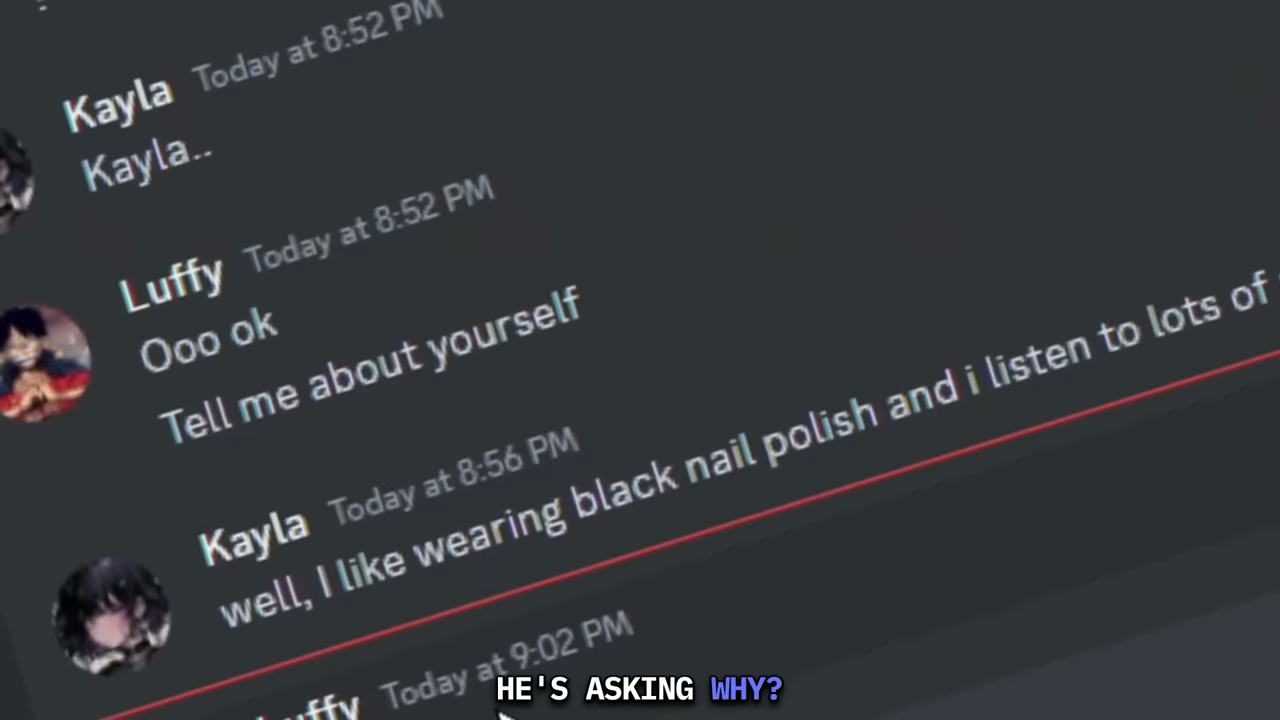 Kayla Today at 8:52 PM
Kayla..
Luffy Today at 8:52 PM
Ooo ok
Tell me about yourself
Kayla Today at 8:56 PM
well, I like wearing black nail polish and i listen to lots of
Today at 9:02 PM
HE'S ASKING WHY?